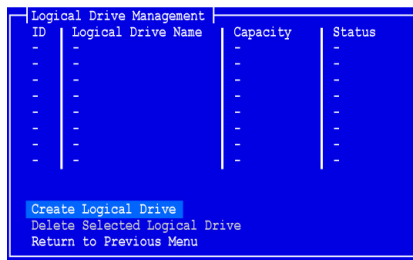 Logical Drive Management
ID Logical Drive Name Capacity Status
- - - -
- - - -
- - - -
- - - -
- - - -
- - - -
- - - -
Create Logical Drive
Delete Selected Logical Drive
Return to Previous Menu